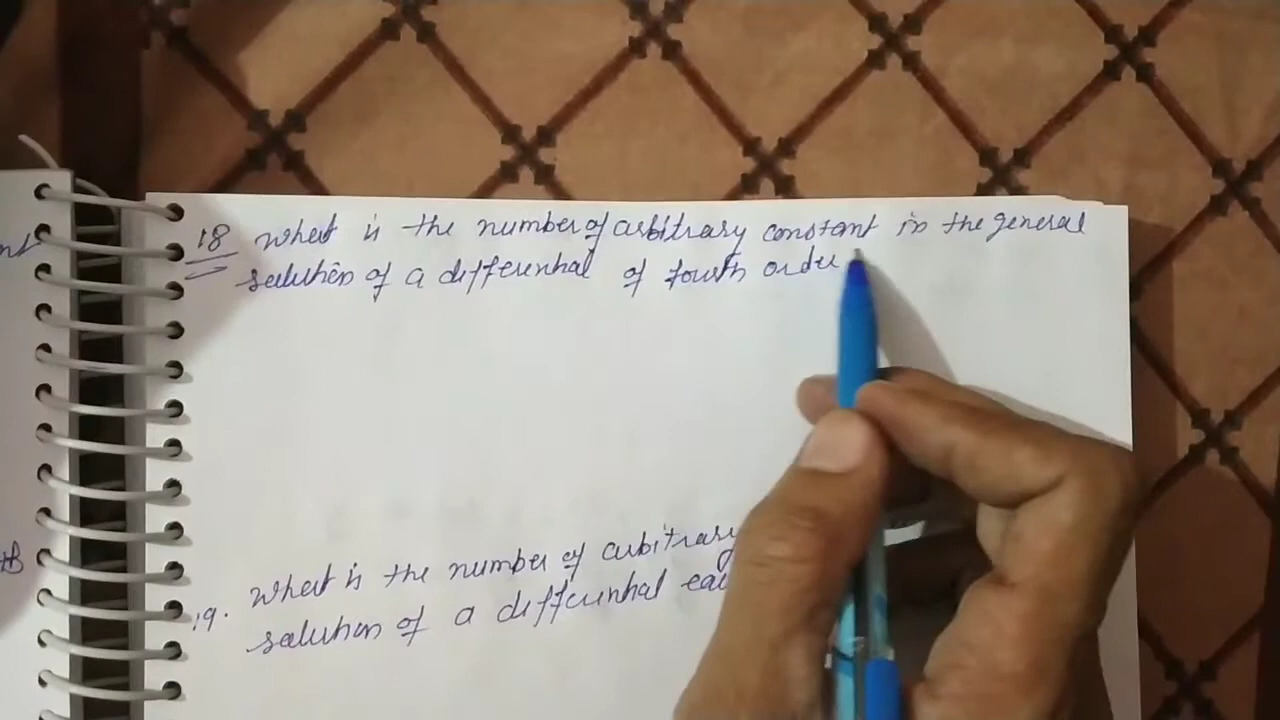 18 What is the number of arbitrary constant in the general
solution of a differential of fourth order
19. What is the number of arbitrary
solution of a differential